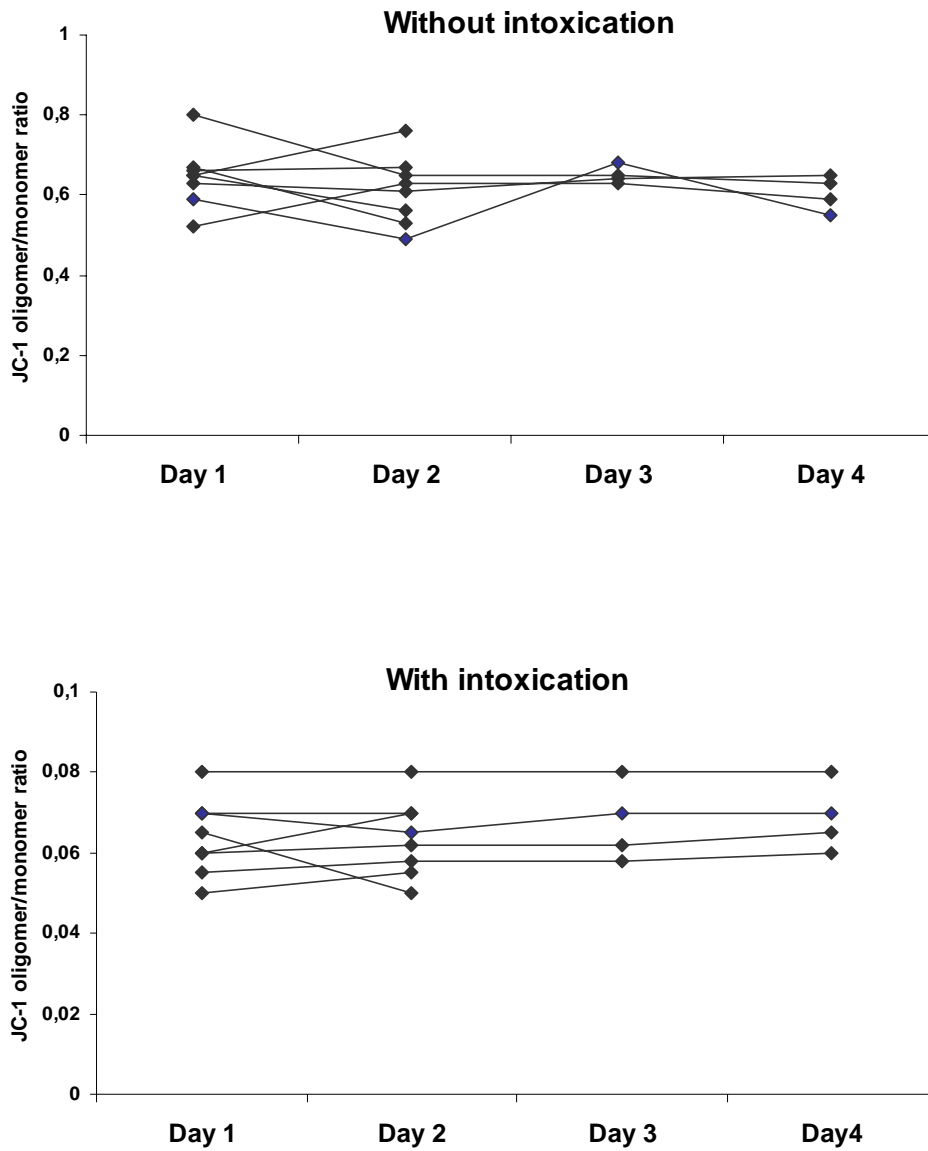 Without intoxication
JC-1 oligomer/monomer ratio
1
0,8
0,6
0,4
0,2
0
Day 1 Day 2 Day 3 Day 4
With intoxication
JC-1 oligomer/monomer ratio
0,1
0,08
0,06
0,04
0,02
0
Day 1 Day 2 Day 3 Day4